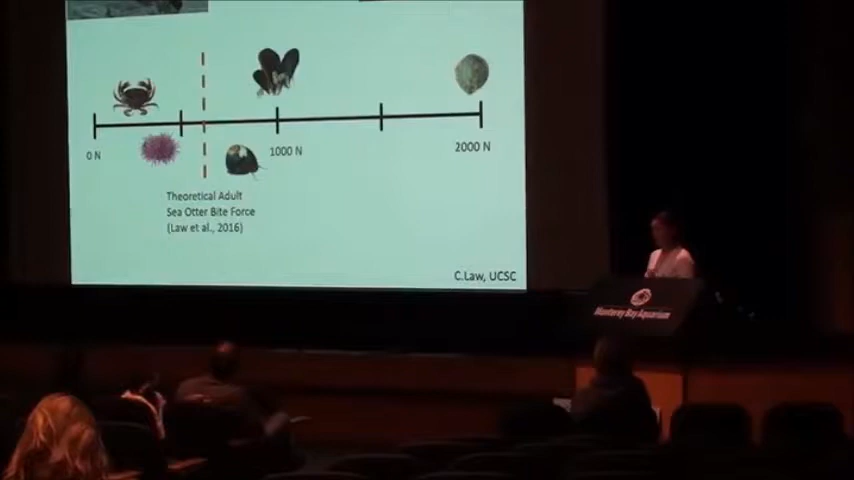 0 N
1000 N
2000 N
Theoretical Adult
Sea Otter Bite Force
(Law et al., 2016)
C.Law, UCSC
Monterey Bay Aquarium